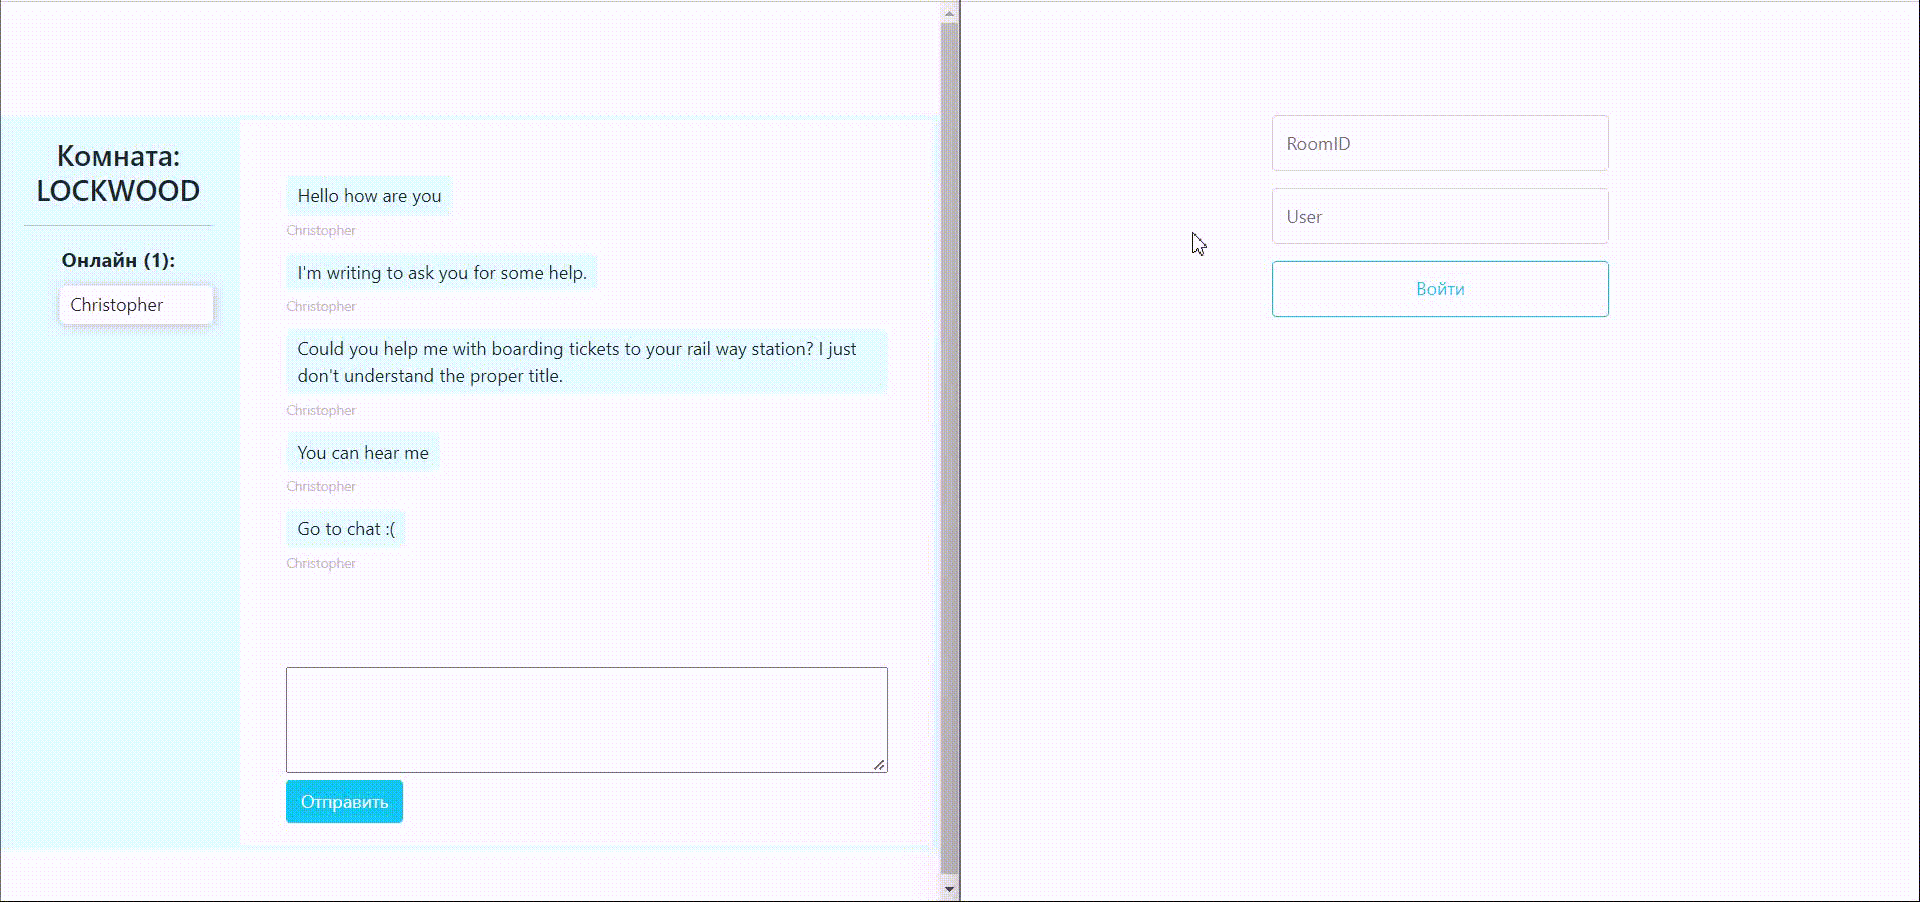 Комната:
LOCKWOOD
Онлайн (1):
Christopher
Hello how are you
Christopher
I'm writing to ask you for some help.
Christopher
Could you help me with boarding tickets to your rail way station? I just
don't understand the proper title.
Christopher
You can hear me
Christopher
Go to chat :(
Christopher
Отправить
RoomID
User
Войти